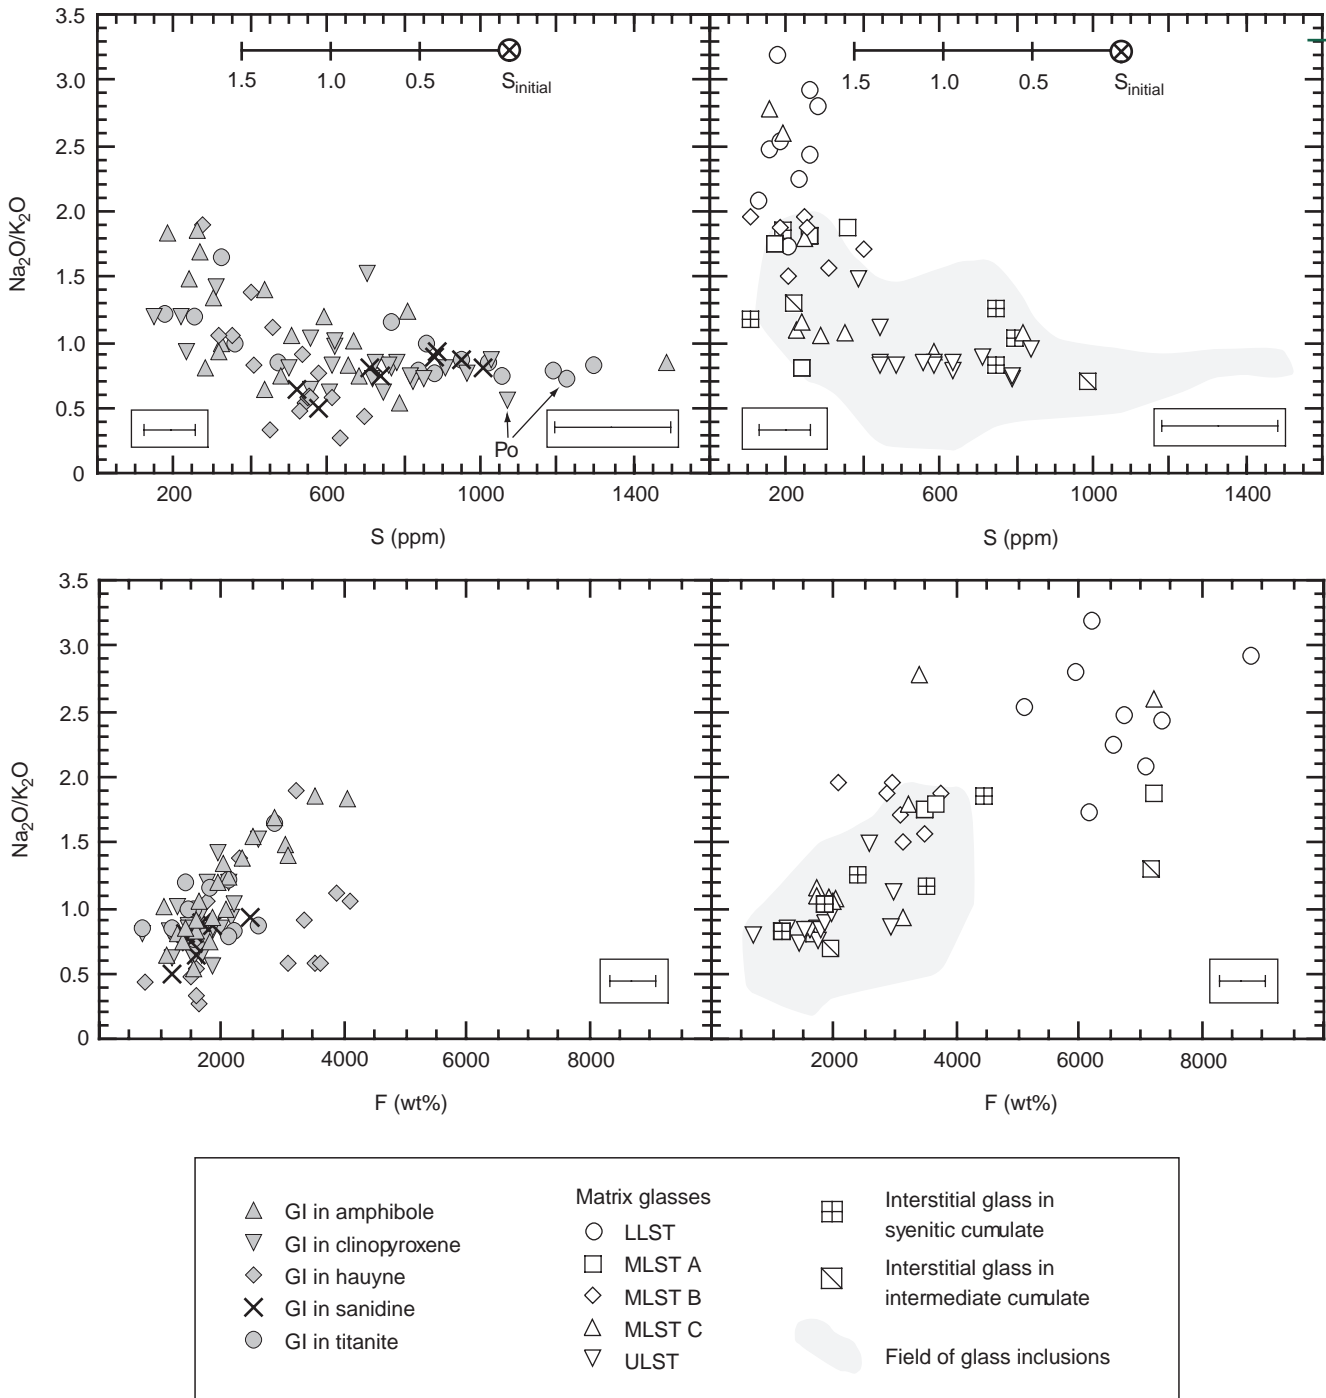 3.5
3.0
2.5
2.0
1.5
1.0
0.5
0
Na₂O/K₂O
1.5 1.0 0.5 S_initial
Po
200 600 1000 1400
S (ppm)
1.5 1.0 0.5 S_initial
200 600 1000 1400
S (ppm)
3.5
3.0
2.5
2.0
1.5
1.0
0.5
0
Na₂O/K₂O
2000 4000 6000 8000
F (wt%)
2000 4000 6000 8000
F (wt%)
GI in amphibole
GI in clinopyroxene
GI in hauyne
GI in sanidine
GI in titanite
Matrix glasses
LLST
MLST A
MLST B
MLST C
ULST
Interstitial glass in
syenitic cumulate
Interstitial glass in
intermediate cumulate
Field of glass inclusions